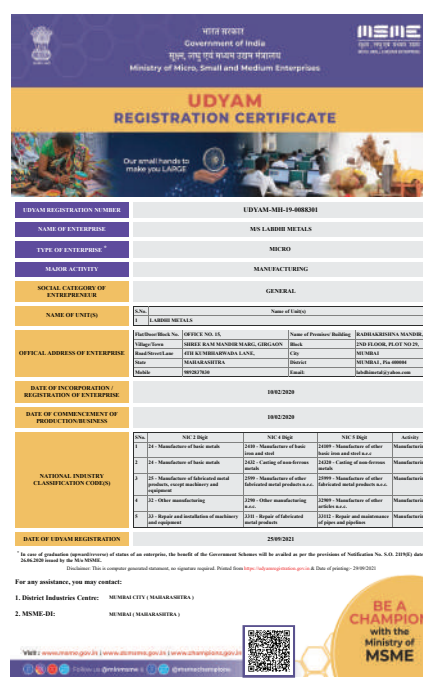 भारत सरकार
Government of India
सूक्ष्म, लघु एवं मध्यम उद्यम मंत्रालय
Ministry of Micro, Small and Medium Enterprises
MSME
UDYAM
REGISTRATION CERTIFICATE
Our small hands to
make you LARGE
UDYAM REGISTRATION NUMBER UDYAM-MH-19-0088301
NAME OF ENTERPRISE M/S LABDHI METALS
TYPE OF ENTERPRISE * MICRO
MAJOR ACTIVITY MANUFACTURING
SOCIAL CATEGORY OF
ENTREPRENEUR GENERAL
NAME OF UNIT(S)
S.No. Name of Unit(s)
1 LABDHI METALS
OFFICAL ADDRESS OF ENTERPRISE
Flat/Door/Block No. OFFICE NO. 15, Name of Premises/ Building RADHAKRISHNA MANDIR,
Village/Town SHREE RAM MANDIR MARG, GIRGAON Block 2ND FLOOR, PLOT NO 29,
Road/Street/Lane 4TH KUMBHARWADA LANE, City MUMBAI
State MAHARASHTRA District MUMBAI , Pin 400004
Mobile 9892837030 Email: labdhimetal@yahoo.com
DATE OF INCORPORATION /
REGISTRATION OF ENTERPRISE 10/02/2020
DATE OF COMMENCEMENT OF
PRODUCTION/BUSINESS 10/02/2020
NATIONAL INDUSTRY
CLASSIFICATION CODE(S)
SNo. NIC 2 Digit NIC 4 Digit NIC 5 Digit Activity
1 24 - Manufacture of basic metals 2410 - Manufacture of basic iron and steel 24109 - Manufacture of other basic iron and steel n.e.c Manufacturin
2 24 - Manufacture of basic metals 2432 - Casting of non-ferrous metals 24320 - Casting of non-ferrous metals Manufacturin
3 25 - Manufacture of fabricated metal products, except machinery and equipment 2599 - Manufacture of other fabricated metal products n.e.c. 25999 - Manufacture of other fabricated metal products n.e.c. Manufacturin
4 32 - Other manufacturing 3290 - Other manufacturing n.e.c. 32909 - Manufacture of other articles n.e.c. Manufacturin
5 33 - Repair and installation of machinery and equipment 3311 - Repair of fabricated metal products 33112 - Repair and maintenance of pipes and pipelines Manufacturin
DATE OF UDYAM REGISTRATION 25/09/2021
* In case of graduation (upward/reverse) of status of an enterprise, the benefit of the Government Schemes will be availed as per the provisions of Notification No. S.O. 2119(E) date
26.06.2020 issued by the M/o MSME.
Disclaimer: This is computer generated statement, no signature required. Printed from https://udyamregistration.gov.in & Date of printing:- 29/09/2021
For any assistance, you may contact:
1. District Industries Centre: MUMBAI CITY ( MAHARASHTRA )
2. MSME-DI: MUMBAI ( MAHARASHTRA )
BE A
CHAMPION
with the
Ministry of
MSME
Visit : www.msme.gov.in | www.dcmsme.gov.in | www.champions.gov.in
Follow us @minmsme & @msmechampions